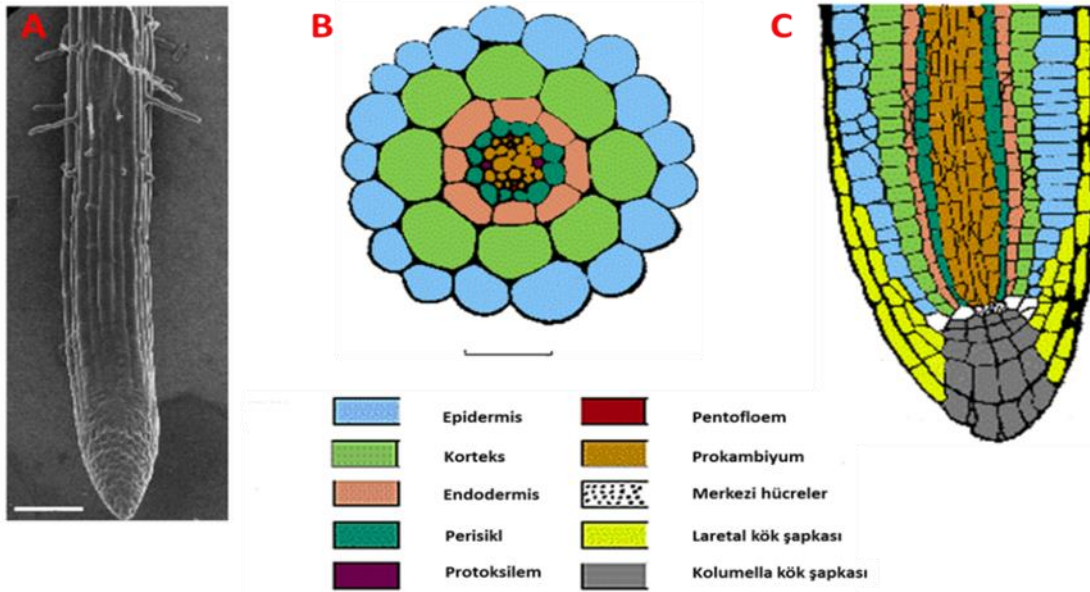 A
B
C
Epidermis
Korteks
Endodermis
Perisikl
Protoksilem
Pentofloem
Prokambiyum
Merkezi hücreler
Laretal kök şapkası
Kolumella kök şapkası